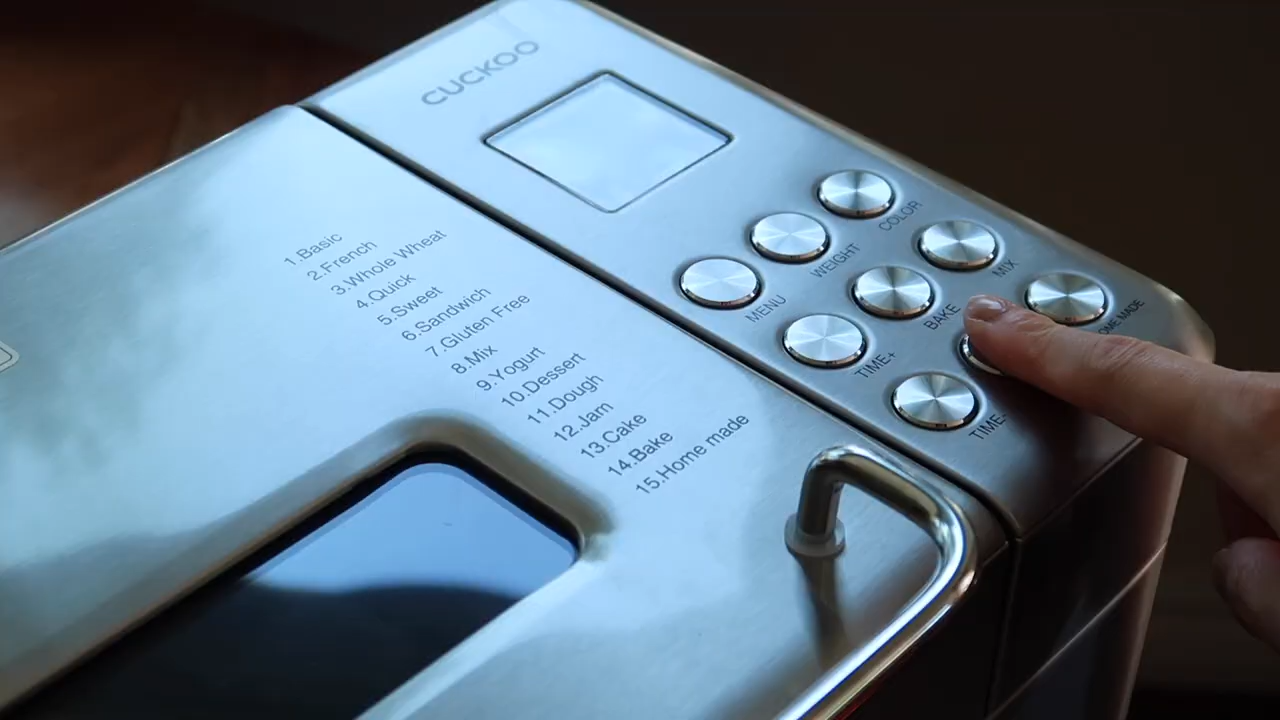 CUCKOO
1.Basic
2.French
3.Whole Wheat
4.Quick
5.Sweet
6.Sandwich
7.Gluten Free
8.Mix
9.Yogurt
10.Dessert
11.Dough
12.Jam
13.Cake
14.Bake
15.Home made
COLOR
WEIGHT
MENU
MIX
BAKE
TIME+
OME MADE
TIME-